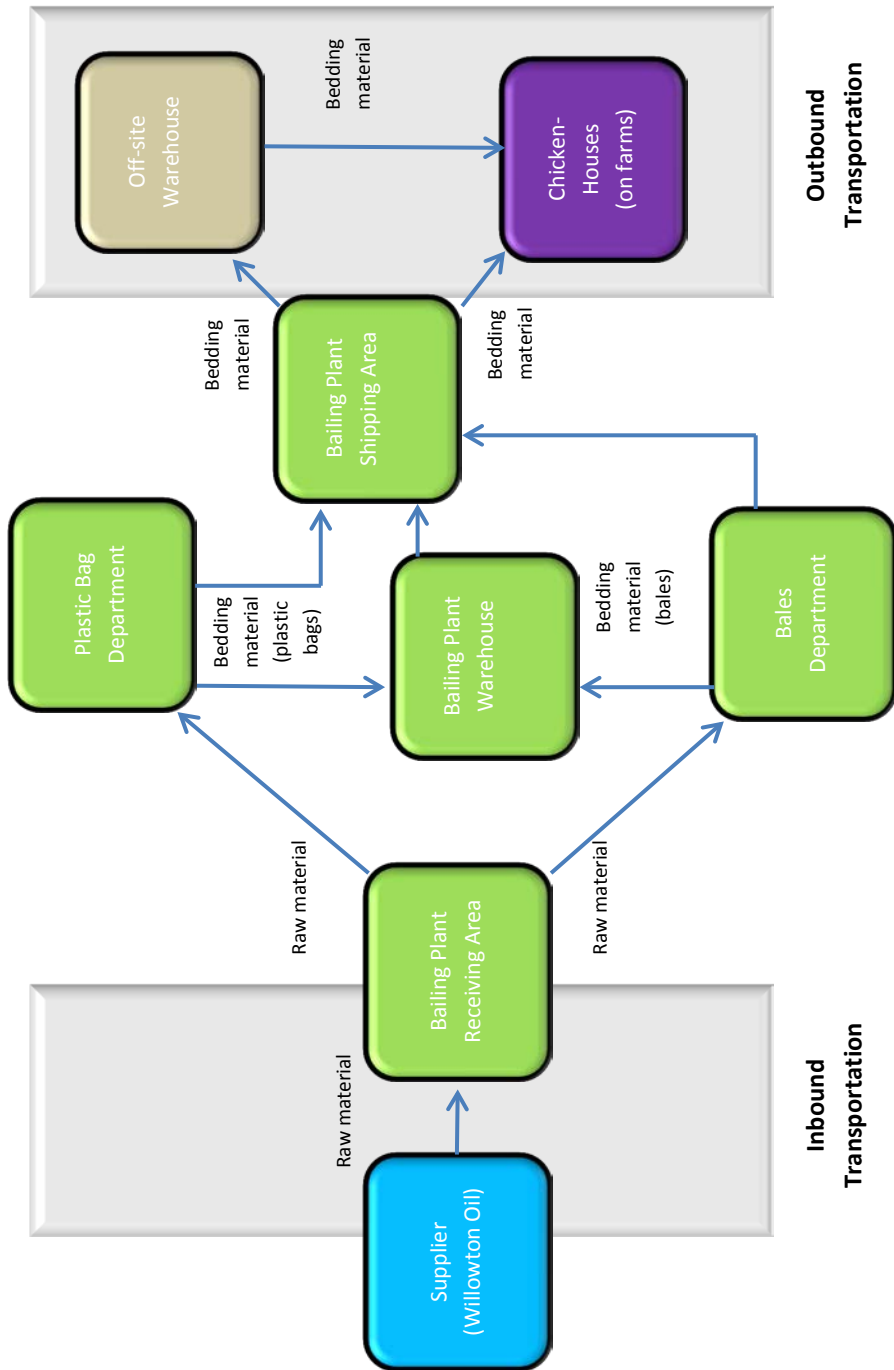 Supplier
(Willowton Oil)
Raw material
Bailing Plant
Receiving Area
Raw material
Raw material
Plastic Bag
Department
Bedding
material
(plastic
bags)
Bailing Plant
Warehouse
Bedding
material
(bales)
Bales
Department
Bailing Plant
Shipping Area
Bedding
material
Bedding
material
Off-site
Warehouse
Bedding
material
Chicken-
Houses
(on farms)
Inbound
Transportation
Outbound
Transportation